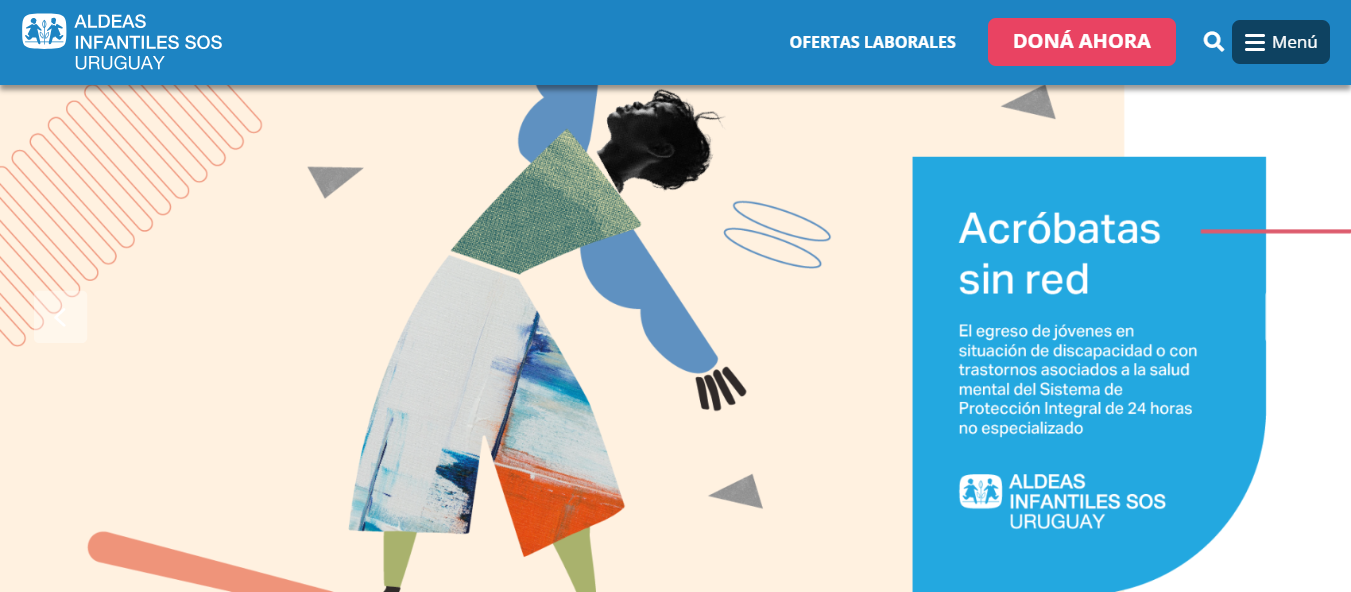 ALDEAS
INFANTILES SOS
URUGUAY
OFERTAS LABORALES
DONÁ AHORA
Menú
Acróbatas
sin red
El egreso de jóvenes en
situación de discapacidad o con
trastornos asociados a la salud
mental del Sistema de
Protección Integral de 24 horas
no especializado
ALDEAS
INFANTILES SOS
URUGUAY